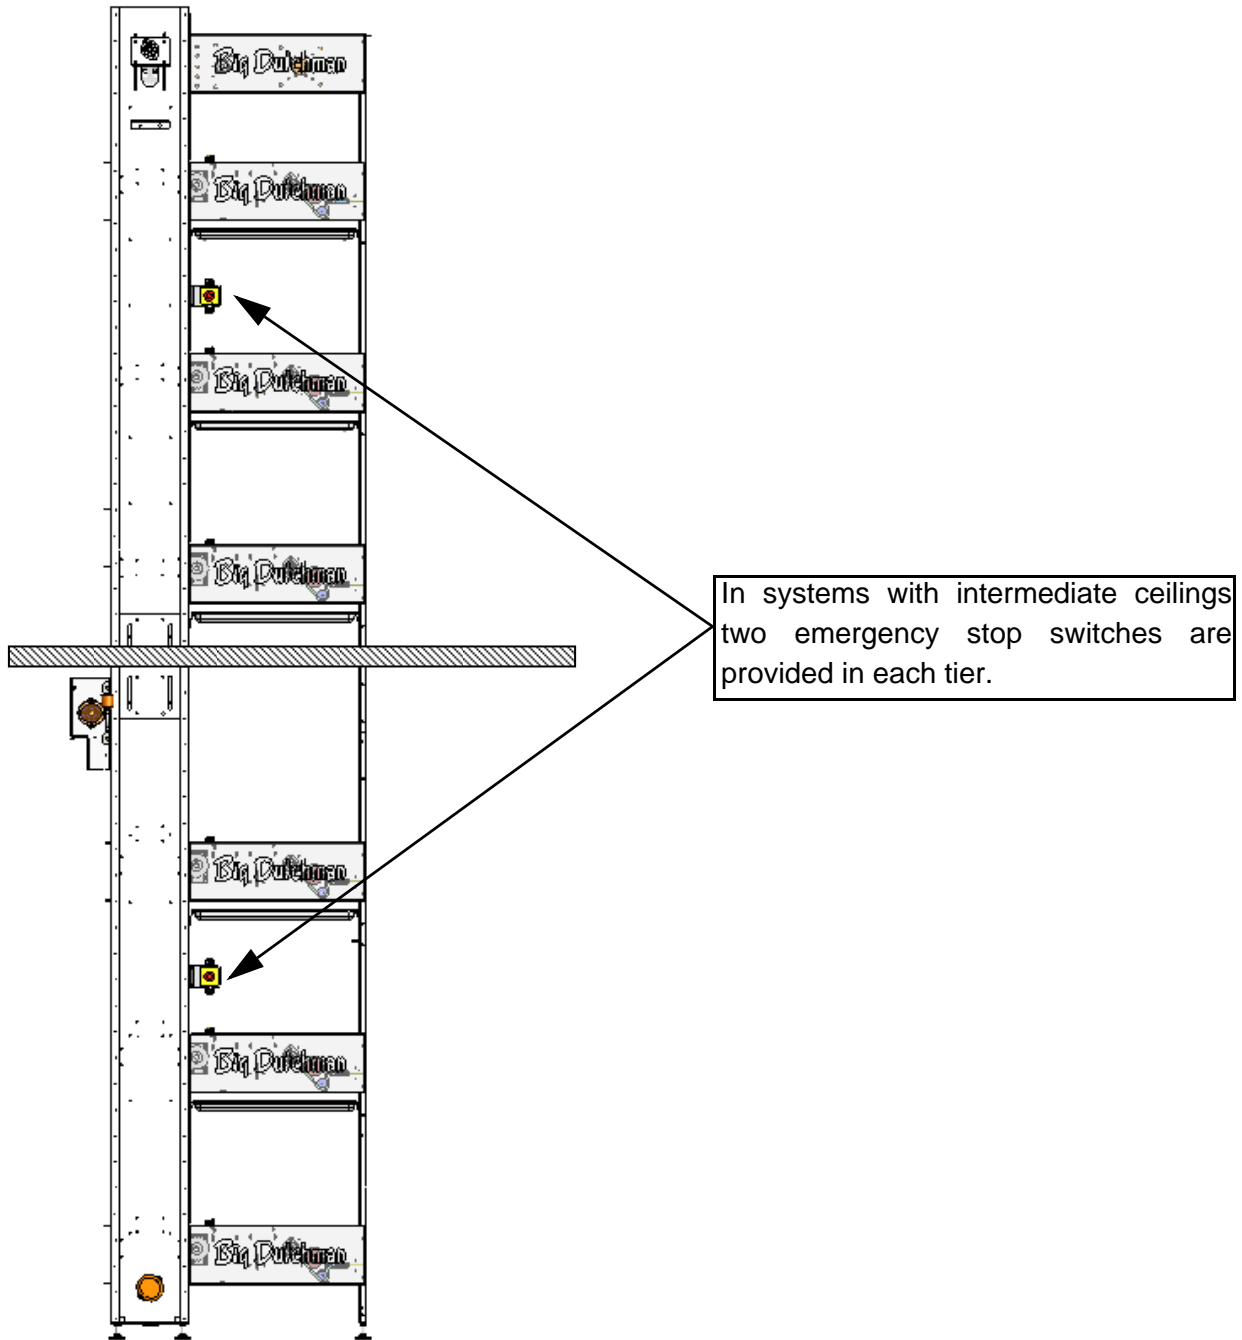 Big Dutchman
Big Dutchman
Big Dutchman
Big Dutchman
In systems with intermediate ceilings
two emergency stop switches are
provided in each tier.
Big Dutchman
Big Dutchman
Big Dutchman